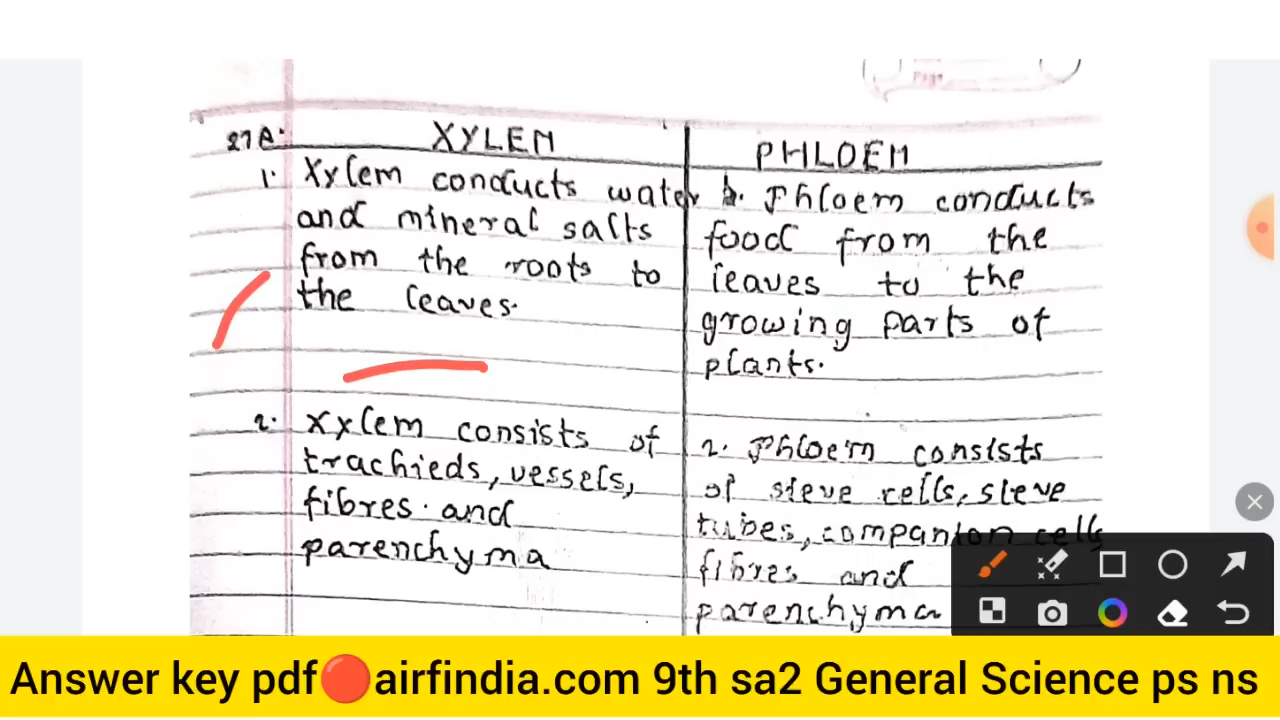 Page
27A.
XYLEM
PHLOEM
1. Xylem conducts water
and mineral salts
from the roots to
the leaves.
1. Phloem conducts
food from the
leaves to the
growing parts of
plants.
2. Xylem consists of
trachieds, vessels,
fibres and
parenchyma
2. Phloem consists
of sieve cells, sieve
tubes, companion cells
fibres and
parenchyma
Answer key pdf🔴airfindia.com 9th sa2 General Science ps ns